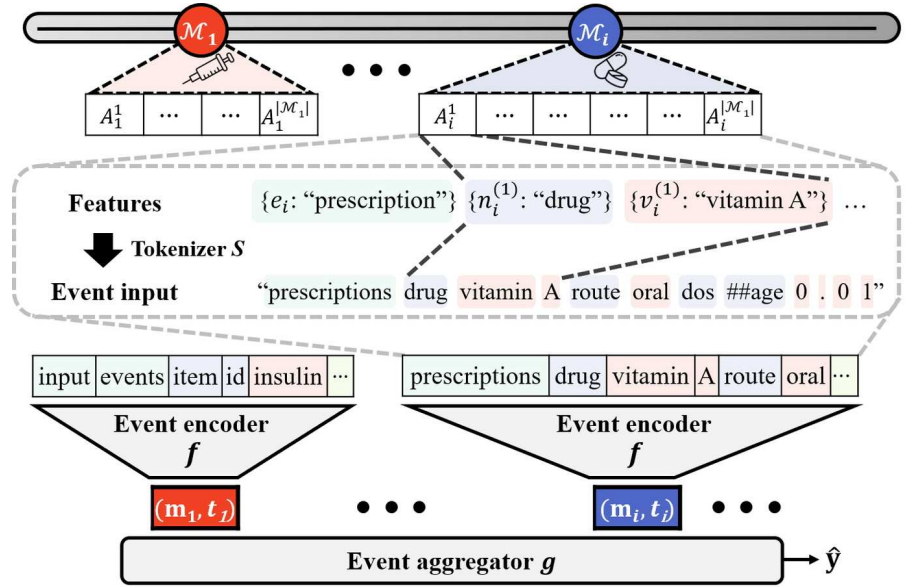 𝓜₁ 𝓜ᵢ
A₁¹ ... ... A₁^{|𝓜₁|} • • • Aᵢ¹ ... ... ... ... Aᵢ^{|𝓜₁|}
Features {eᵢ: “prescription”} {nᵢ⁽¹⁾: “drug”} {vᵢ⁽¹⁾: “vitamin A”} ...
Tokenizer S
Event input “prescriptions drug vitamin A route oral dos ##age 0 . 0 1”
input events item id insulin ... prescriptions drug vitamin A route oral ...
Event encoder Event encoder
f f
(m₁, t₁) • • • (mᵢ, tᵢ) • • •
Event aggregator g ŷ